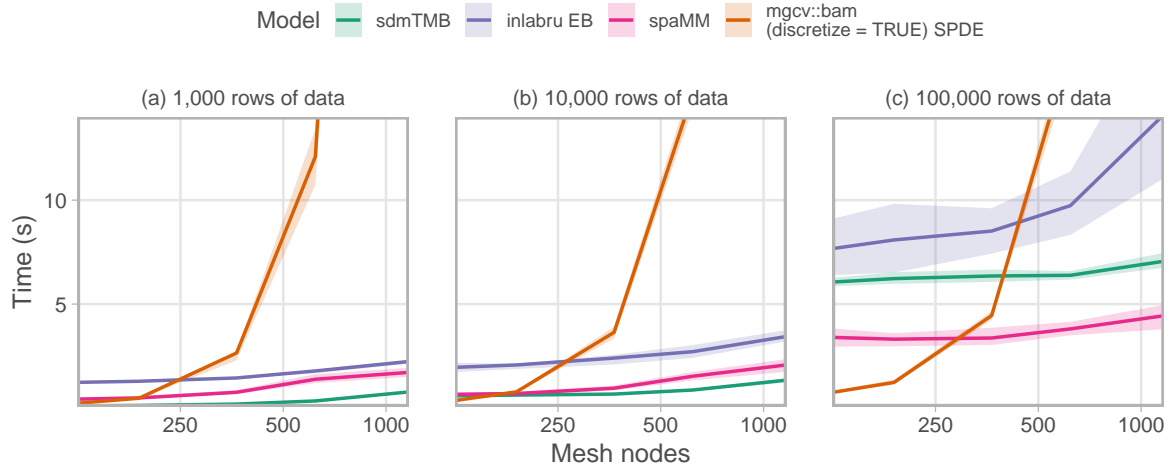 Model sdmTMB inlabru EB spaMM mgcv::bam
(discretize = TRUE) SPDE
(a) 1,000 rows of data
(b) 10,000 rows of data
(c) 100,000 rows of data
Time (s)
10
5
250 500 1000
250 500 1000
250 500 1000
Mesh nodes